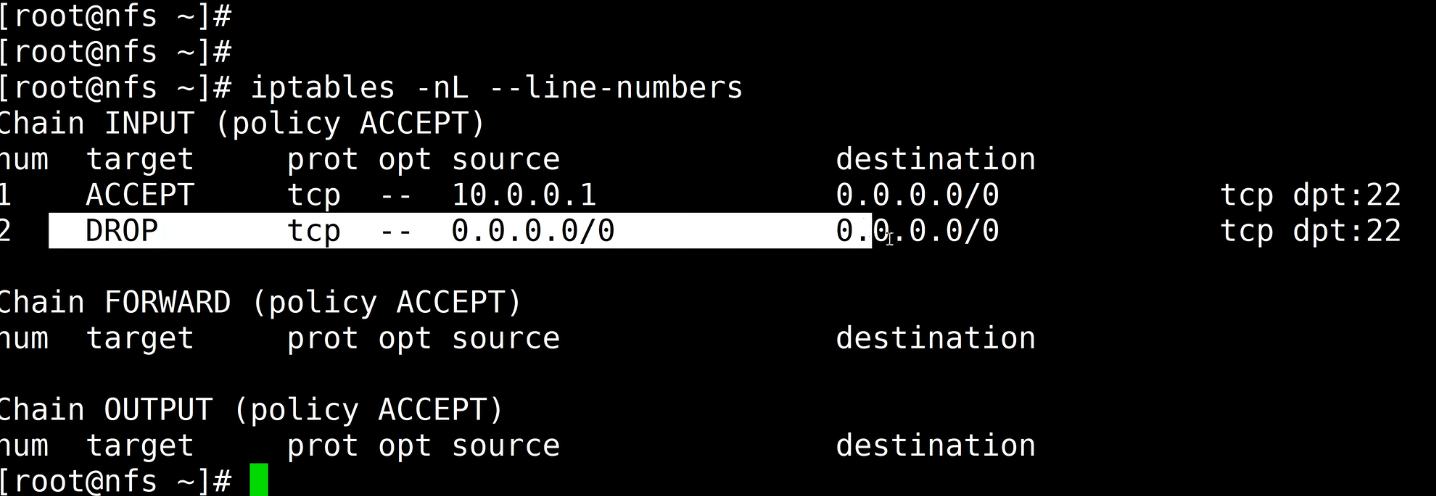 [root@nfs ~]#
[root@nfs ~]#
[root@nfs ~]# iptables -nL --line-numbers
Chain INPUT (policy ACCEPT)
num  target     prot opt source               destination
1    ACCEPT     tcp  --  10.0.0.1             0.0.0.0/0            tcp dpt:22
2    DROP       tcp  --  0.0.0.0/0            0.0.0.0/0            tcp dpt:22
Chain FORWARD (policy ACCEPT)
num  target     prot opt source               destination
Chain OUTPUT (policy ACCEPT)
num  target     prot opt source               destination
[root@nfs ~]#